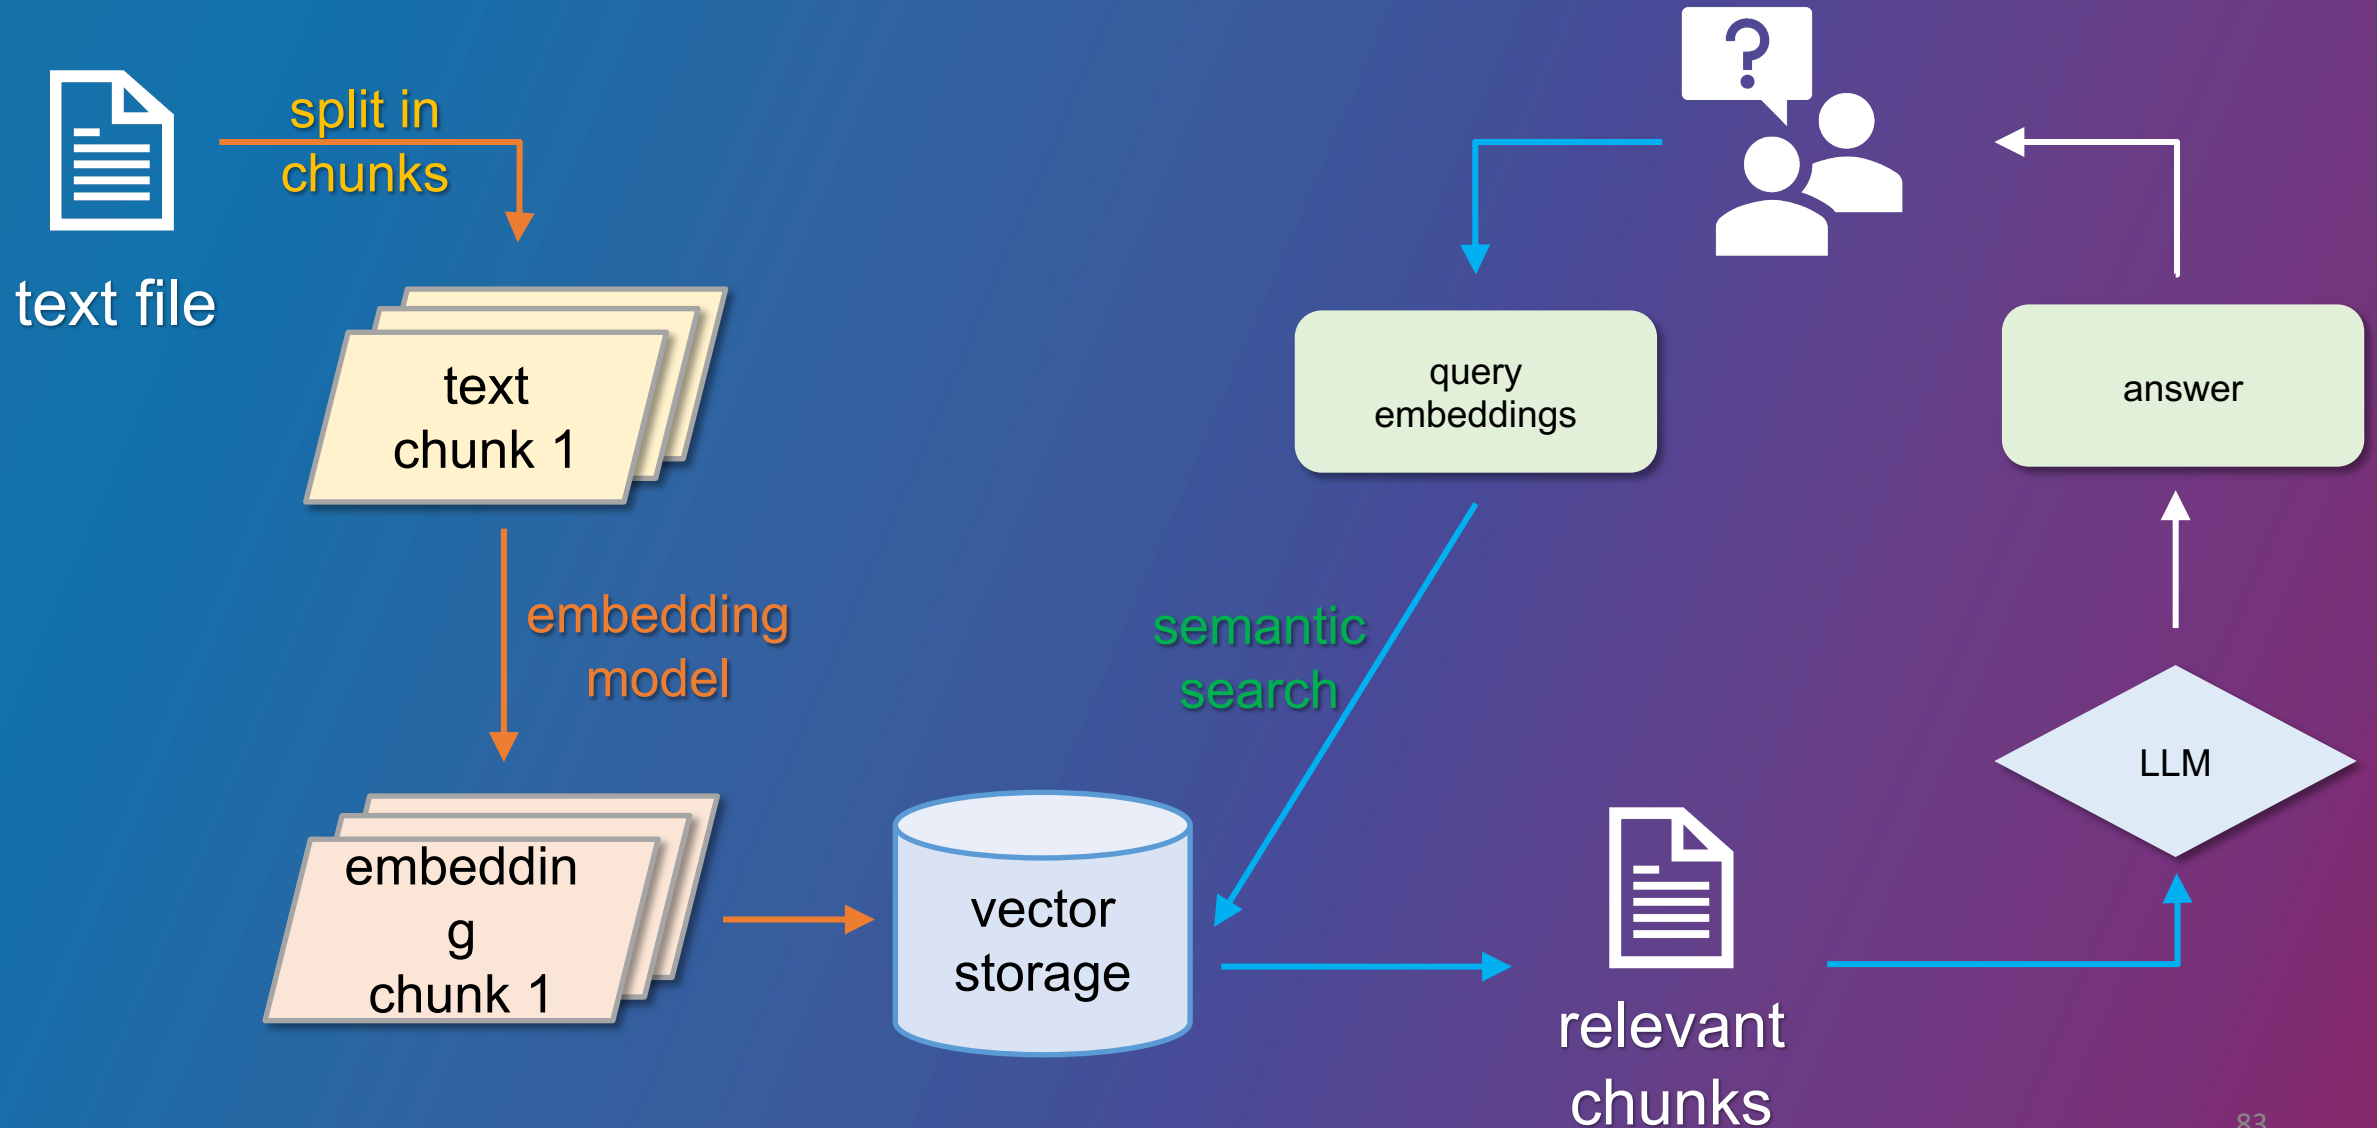 split in
chunks
text file
text
chunk 1
embedding
model
embeddin
g
chunk 1
vector
storage
semantic
search
?
query
embeddings
relevant
chunks
LLM
answer
83